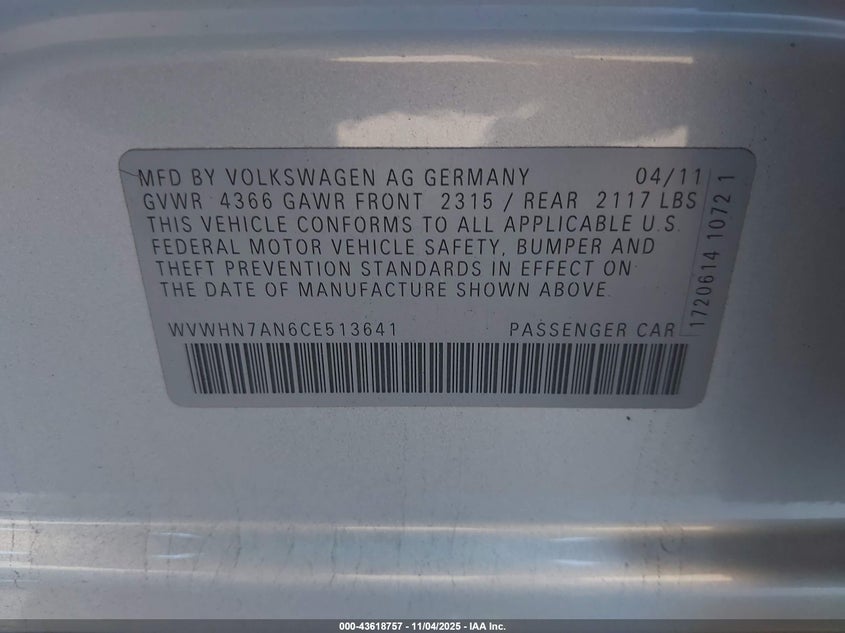 MFD BY VOLKSWAGEN AG GERMANY 04/11
GVWR 4366 GAWR FRONT 2315 / REAR 2117 LBS
THIS VEHICLE CONFORMS TO ALL APPLICABLE U.S.
FEDERAL MOTOR VEHICLE SAFETY, BUMPER AND
THEFT PREVENTION STANDARDS IN EFFECT ON
THE DATE OF MANUFACTURE SHOWN ABOVE.
WVWHN7AN6CE513641 PASSENGER CAR
1720614 1072 1
000-43618757 - 11/04/2025 - IAA Inc.